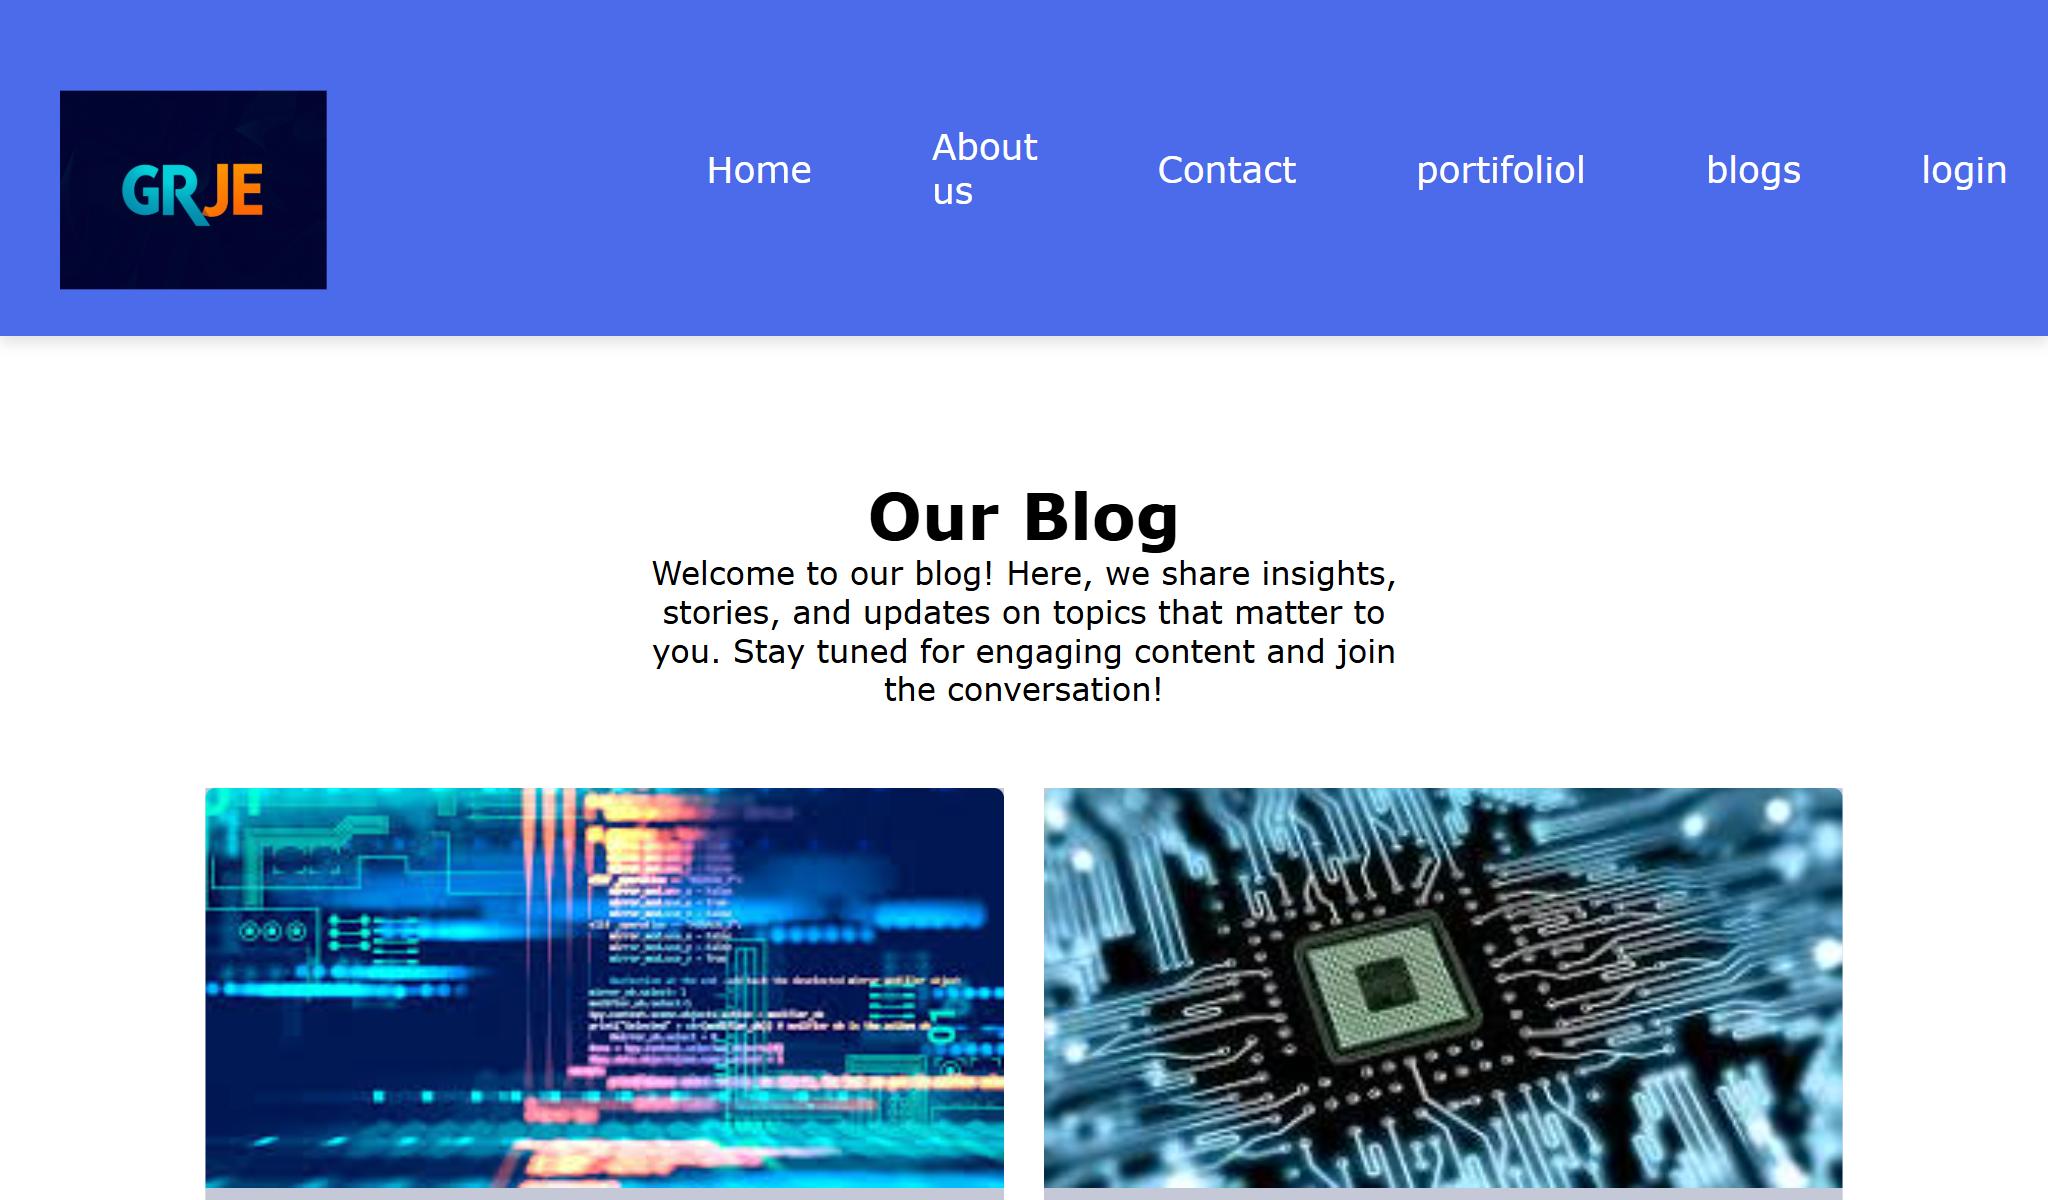 GRJE
Home
About
us
Contact
portifoliol
blogs
login
Our Blog
Welcome to our blog! Here, we share insights,
stories, and updates on topics that matter to
you. Stay tuned for engaging content and join
the conversation!